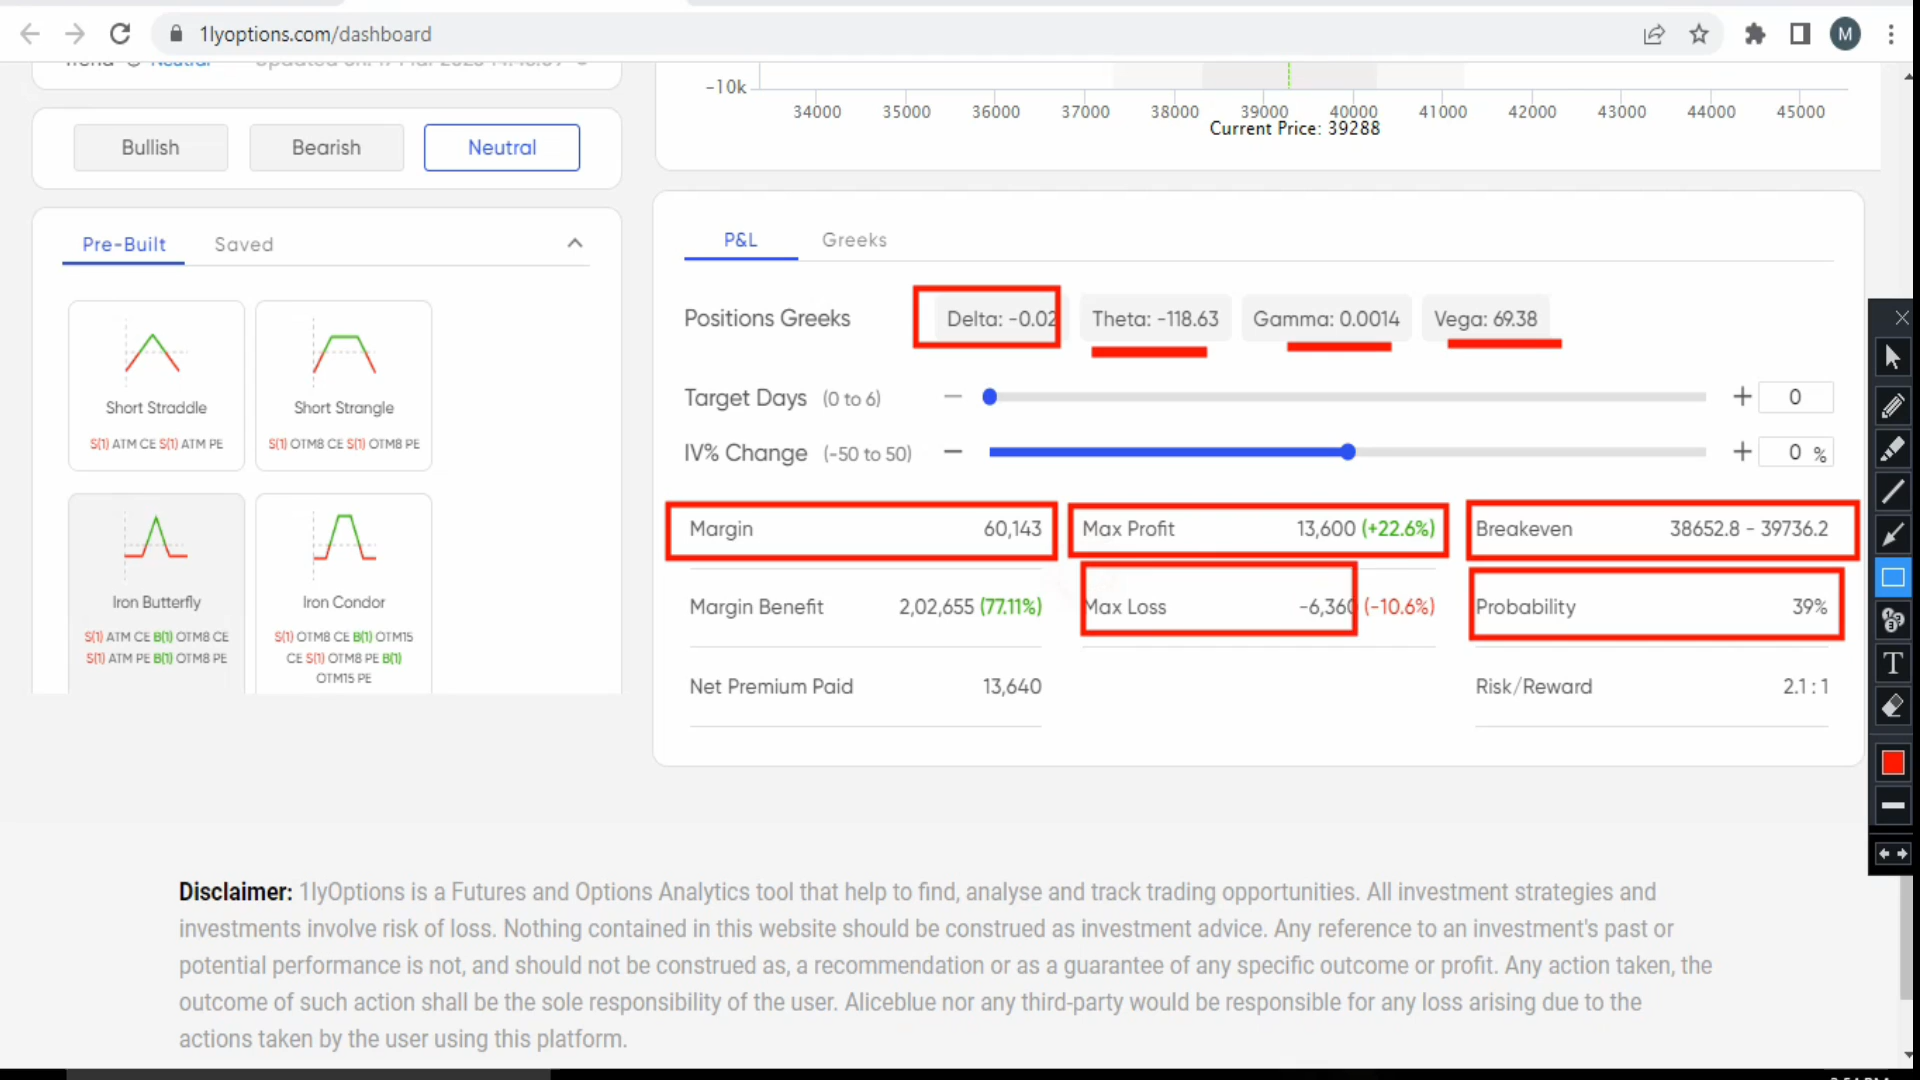 1lyoptions.com/dashboard
M
Neutral
-10k
34000 35000 36000 37000 38000 39000 40000 41000 42000 43000 44000 45000
Current Price: 39288
Bullish Bearish Neutral
Pre-Built Saved
Short Straddle
S(1) ATM CE S(1) ATM PE
Short Strangle
S(1) OTM8 CE S(1) OTM8 PE
Iron Butterfly
S(1) ATM CE B(1) OTM8 CE
S(1) ATM PE B(1) OTM8 PE
Iron Condor
S(1) OTM8 CE B(1) OTM15
CE S(1) OTM8 PE B(1)
OTM15 PE
P&L Greeks
Positions Greeks Delta: -0.02 Theta: -118.63 Gamma: 0.0014 Vega: 69.38
Target Days (0 to 6) 0
IV% Change (-50 to 50) 0 %
Margin 60,143 Max Profit 13,600 (+22.6%) Breakeven 38652.8 - 39736.2
Margin Benefit 2,02,655 (77.11%) Max Loss -6,360 (-10.6%) Probability 39%
Net Premium Paid 13,640 Risk/Reward 2.1 : 1
T
Disclaimer: 1lyOptions is a Futures and Options Analytics tool that help to find, analyse and track trading opportunities. All investment strategies and
investments involve risk of loss. Nothing contained in this website should be construed as investment advice. Any reference to an investment's past or
potential performance is not, and should not be construed as, a recommendation or as a guarantee of any specific outcome or profit. Any action taken, the
outcome of such action shall be the sole responsibility of the user. Aliceblue nor any third-party would be responsible for any loss arising due to the
actions taken by the user using this platform.